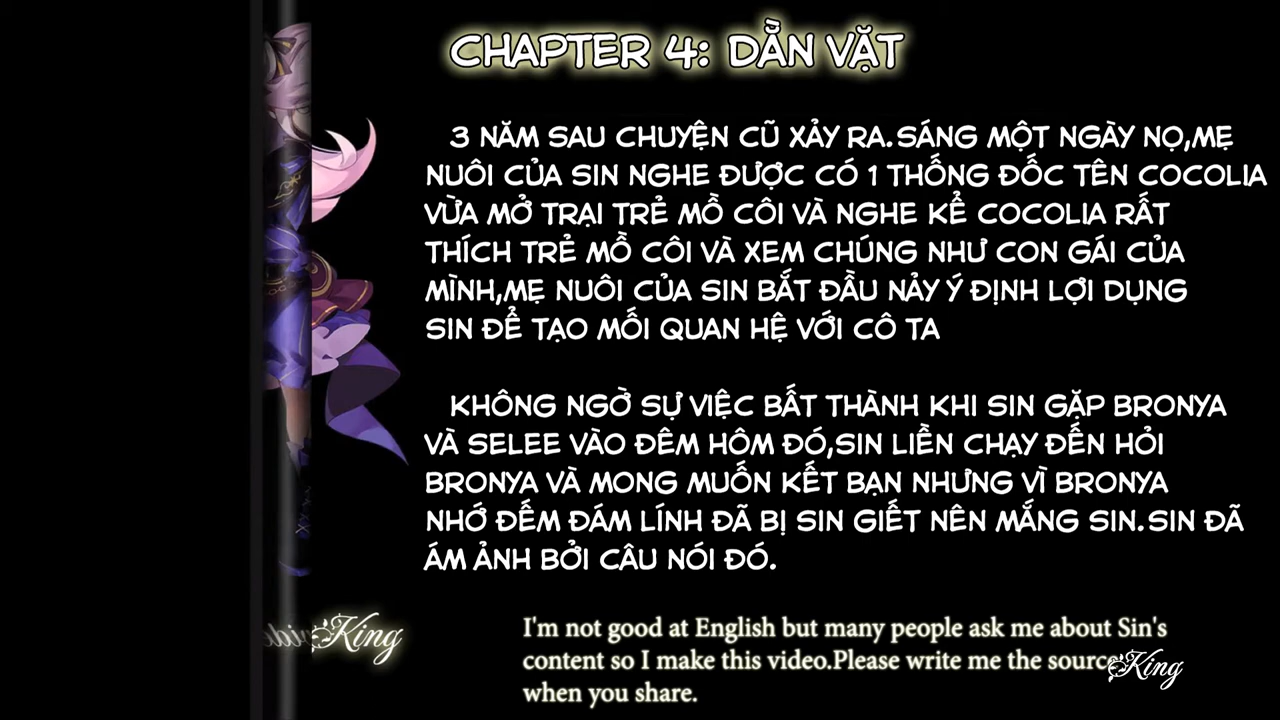 CHAPTER 4: DẰN VẶT
3 NĂM SAU CHUYỆN CŨ XẢY RA.SÁNG MỘT NGÀY NỌ,MẸ
NUÔI CỦA SIN NGHE ĐƯỢC CÓ 1 THỐNG ĐỐC TÊN COCOLIA
VỪA MỞ TRẠI TRẺ MỒ CÔI VÀ NGHE KỂ COCOLIA RẤT
THÍCH TRẺ MỒ CÔI VÀ XEM CHÚNG NHƯ CON GÁI CỦA
MÌNH,MẸ NUÔI CỦA SIN BẮT ĐẦU NẢY Ý ĐỊNH LỢI DỤNG
SIN ĐỂ TẠO MỐI QUAN HỆ VỚI CÔ TA
KHÔNG NGỜ SỰ VIỆC BẤT THÀNH KHI SIN GẶP BRONYA
VÀ SELEE VÀO ĐÊM HÔM ĐÓ,SIN LIỀN CHẠY ĐẾN HỎI
BRONYA VÀ MONG MUỐN KẾT BẠN NHƯNG VÌ BRONYA
NHỚ ĐẾM ĐÁM LÍNH ĐÃ BỊ SIN GIẾT NÊN MẮNG SIN.SIN ĐÃ
ÁM ẢNH BỞI CÂU NÓI ĐÓ.
King
I'm not good at English but many people ask me about Sin's
content so I make this video.Please write me the source
when you share.
King